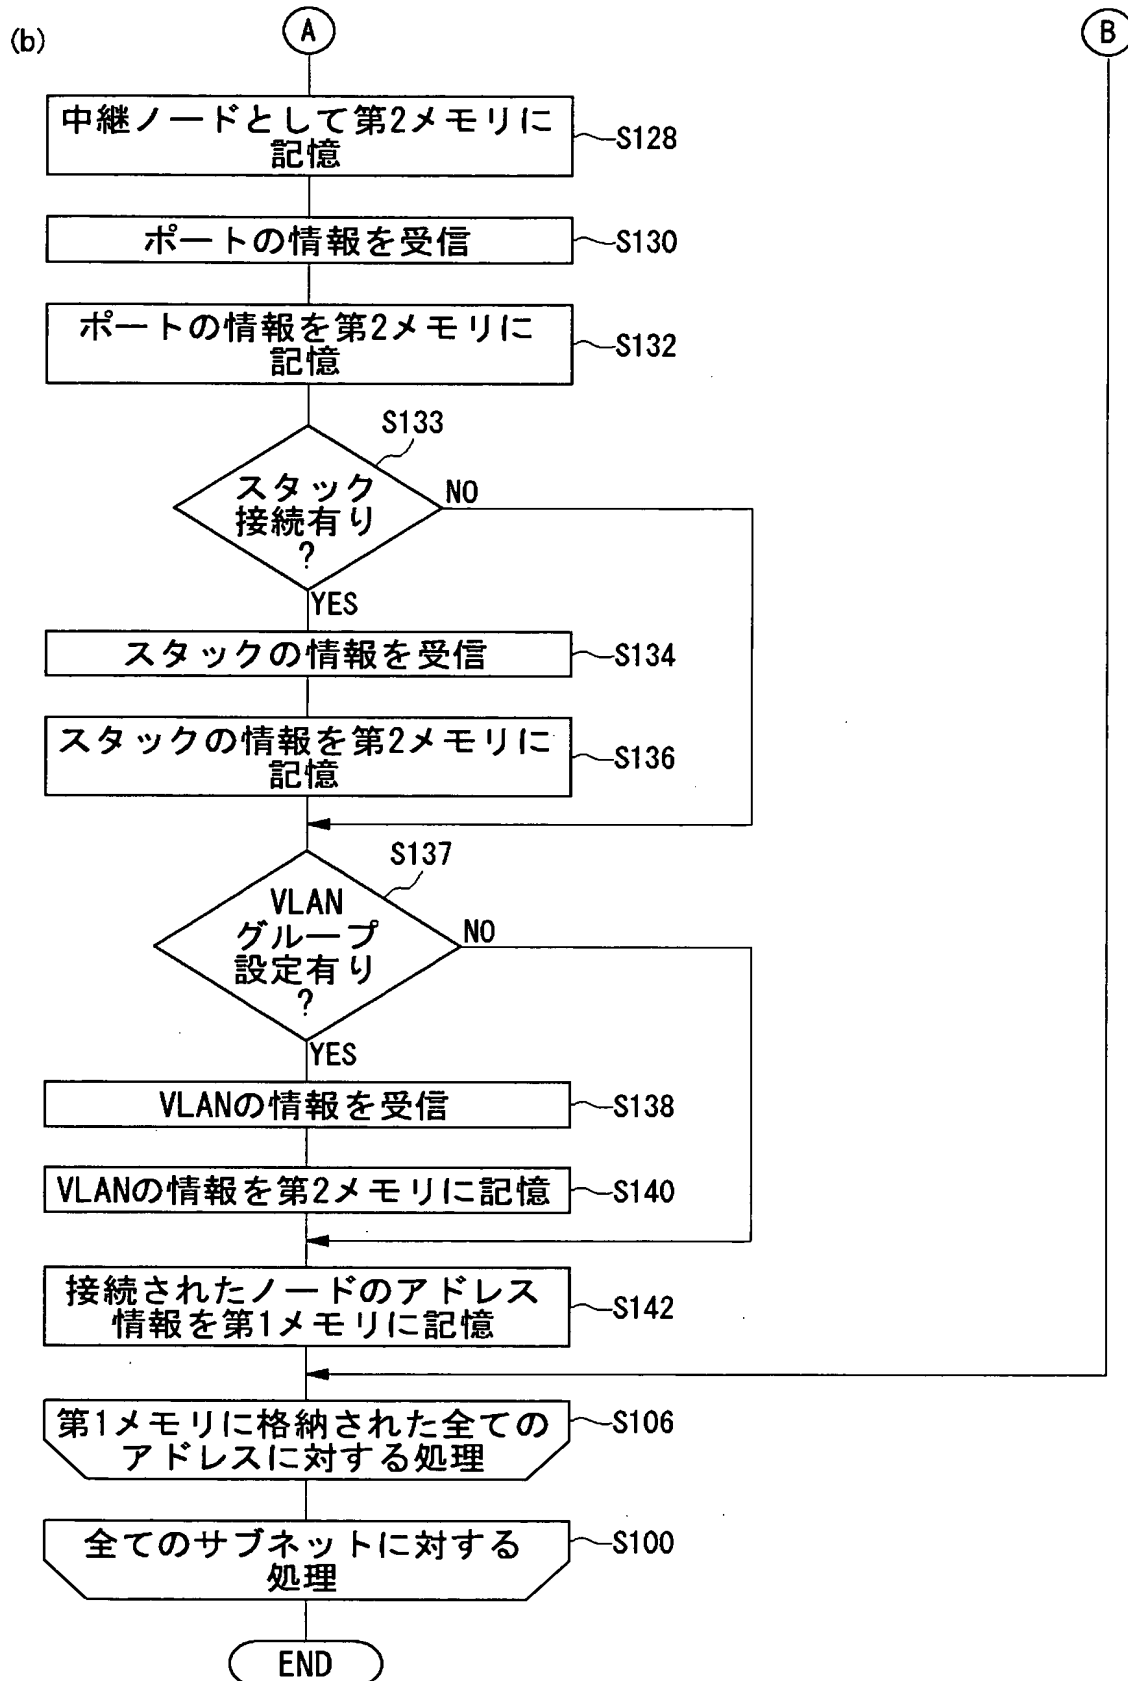 (b)
A
B
中継ノードとして第2メモリに
記憶
S128
ポートの情報を受信
S130
ポートの情報を第2メモリに
記憶
S132
S133
スタック
接続有り
?
NO
YES
スタックの情報を受信
S134
スタックの情報を第2メモリに
記憶
S136
S137
VLAN
グループ
設定有り
?
NO
YES
VLANの情報を受信
S138
VLANの情報を第2メモリに記憶
S140
接続されたノードのアドレス
情報を第1メモリに記憶
S142
第1メモリに格納された全ての
アドレスに対する処理
S106
全てのサブネットに対する
処理
S100
END